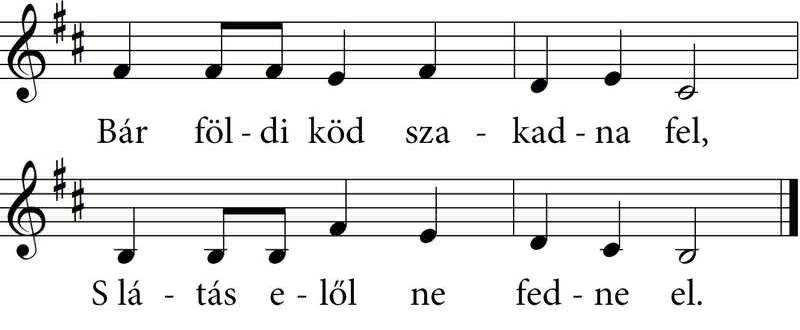 Bár föl - di köd sza - kad - na fel,
S lá - tás e - lől ne fed - ne el.